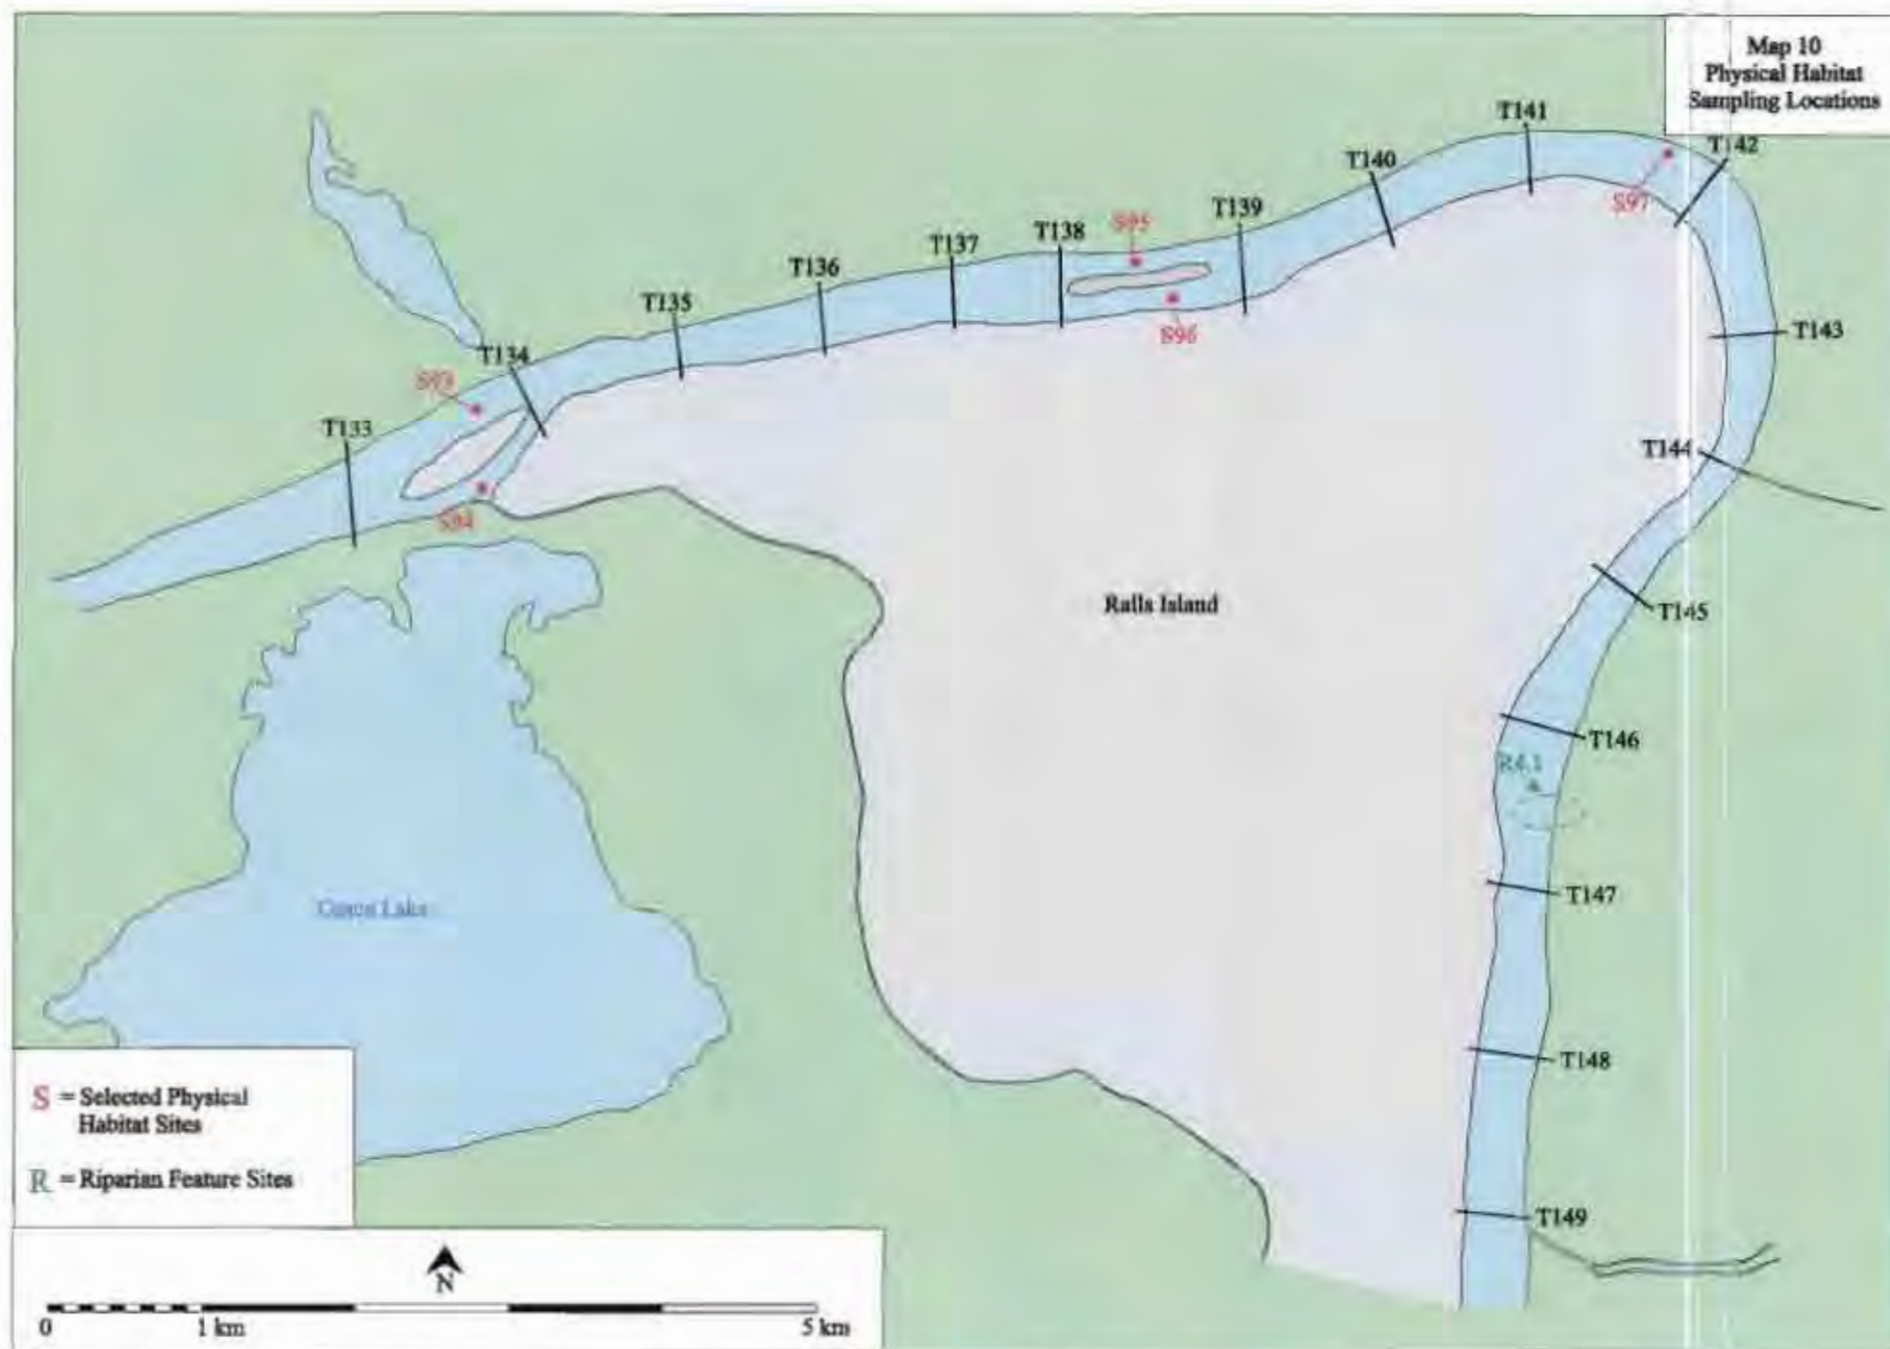 Map 10
Physical Habitat
Sampling Locations
T141
T142
T140
S97
T139
S95
T138
T137
T136
T143
T135
S96
T134
S93
T133
T144
S94
Ralls Island
T145
T146
R4.1
T147
Lake
T148
S = Selected Physical
Habitat Sites
R = Riparian Feature Sites
T149
N
0
1 km
5 km